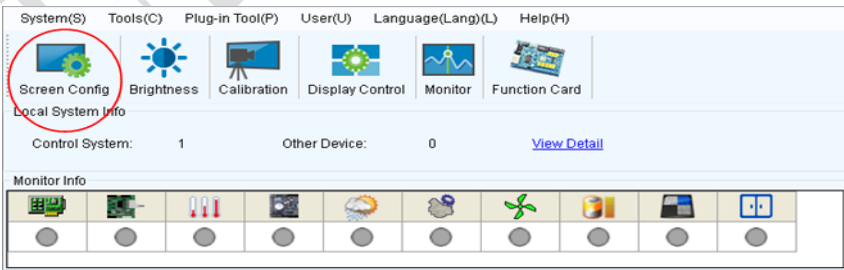 System(S) Tools(C) Plug-in Tool(P) User(U) Language(Lang)(L) Help(H)
Screen Config Brightness Calibration Display Control Monitor Function Card
Local System Info
Control System: 1 Other Device: 0 View Detail
Monitor Info